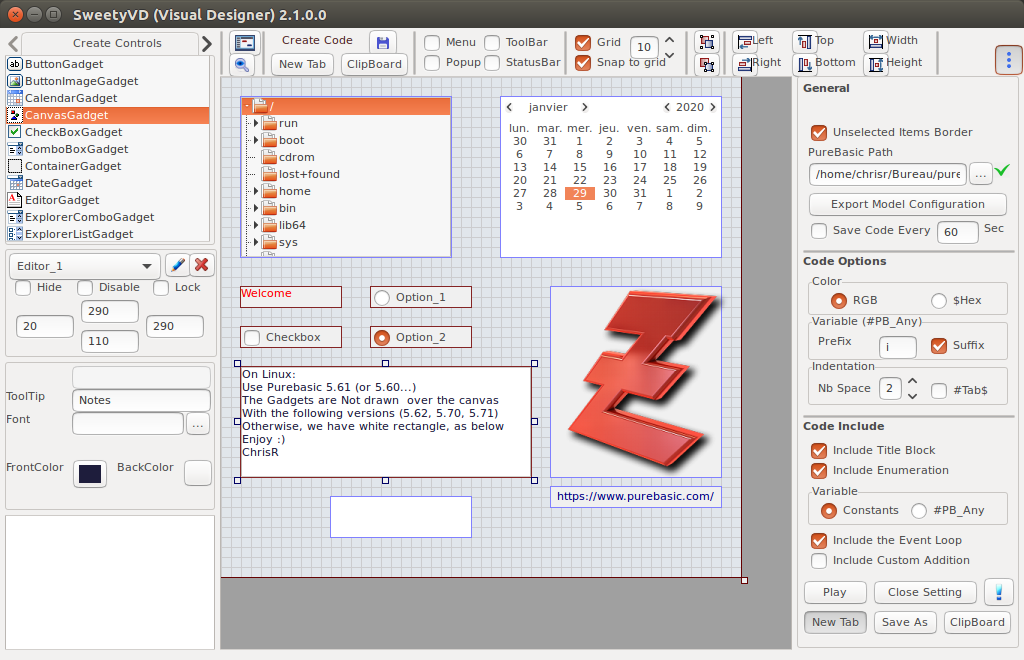 SweetyVD (Visual Designer) 2.1.0.0
Create Controls
ButtonGadget
ButtonImageGadget
CalendarGadget
CanvasGadget
CheckBoxGadget
ComboBoxGadget
ContainerGadget
DateGadget
EditorGadget
ExplorerComboGadget
ExplorerListGadget
Editor_1
Hide Disable Lock
290
20 290
110
ToolTip
Notes
Font
...
FrontColor BackColor
Create Code
New Tab ClipBoard
Menu ToolBar
Popup StatusBar
Grid 10
Snap to grid
Left Top Width
Right Bottom Height
/
run
boot
cdrom
lost+found
home
bin
lib64
sys
janvier 2020
lun. mar. mer. jeu. ven. sam. dim.
30 31 1 2 3 4 5
6 7 8 9 10 11 12
13 14 15 16 17 18 19
20 21 22 23 24 25 26
27 28 29 30 31 1 2
3 4 5 6 7 8 9
Welcome
Option_1
Checkbox
Option_2
On Linux:
Use Purebasic 5.61 (or 5.60...)
The Gadgets are Not drawn  over the canvas
With the following versions (5.62, 5.70, 5.71)
Otherwise, we have white rectangle, as below
Enjoy :)
ChrisR
https://www.purebasic.com/
General
Unselected Items Border
PureBasic Path
/home/chrisr/Bureau/pure ...
Export Model Configuration
Save Code Every 60 Sec
Code Options
Color
RGB $Hex
Variable (#PB_Any)
PreFix i Suffix
Indentation
Nb Space 2 #Tab$
Code Include
Include Title Block
Include Enumeration
Variable
Constants #PB_Any
Include the Event Loop
Include Custom Addition
Play Close Setting
New Tab Save As ClipBoard